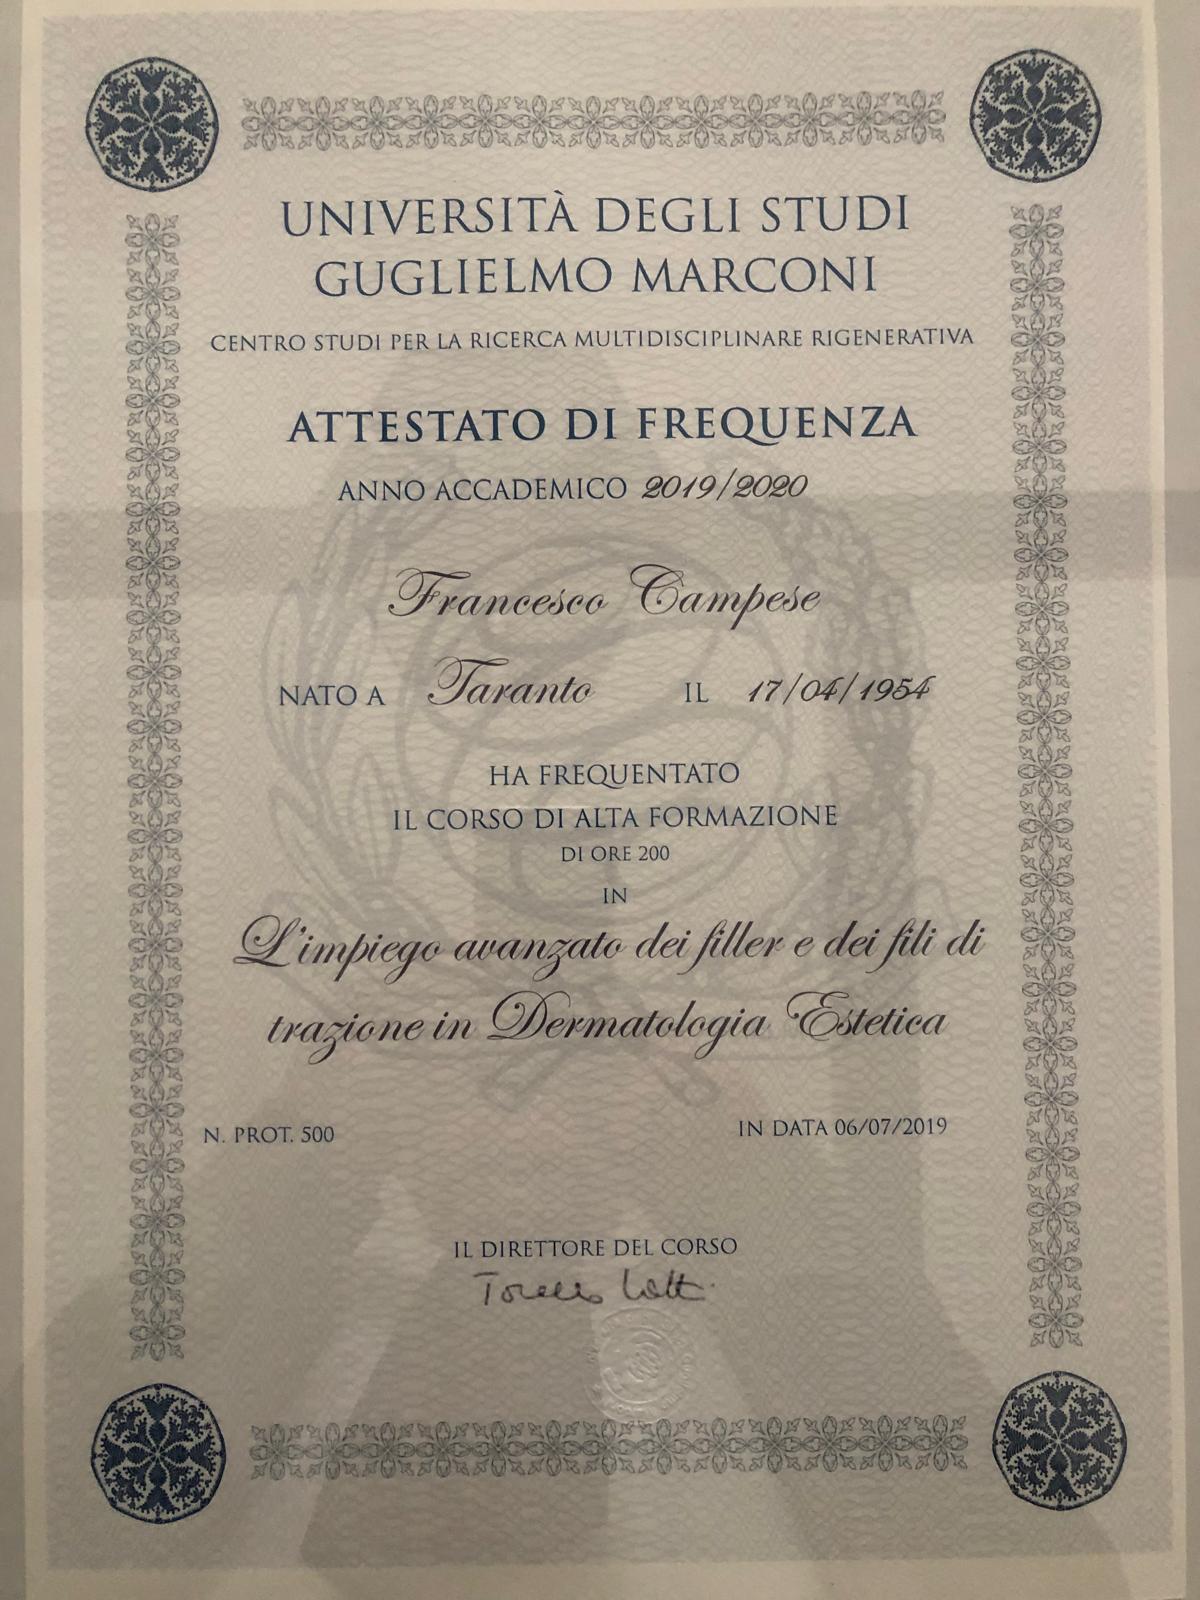 UNIVERSITÀ DEGLI STUDI
GUGLIELMO MARCONI
CENTRO STUDI PER LA RICERCA MULTIDISCIPLINARE RIGENERATIVA
ATTESTATO DI FREQUENZA
ANNO ACCADEMICO 2019/2020
Francesco Campese
NATO A Taranto IL 17/04/1954
HA FREQUENTATO
IL CORSO DI ALTA FORMAZIONE
DI ORE 200
IN
L'impiego avanzato dei filler e dei fili di
trazione in Dermatologia Estetica
N. PROT. 500 IN DATA 06/07/2019
IL DIRETTORE DEL CORSO